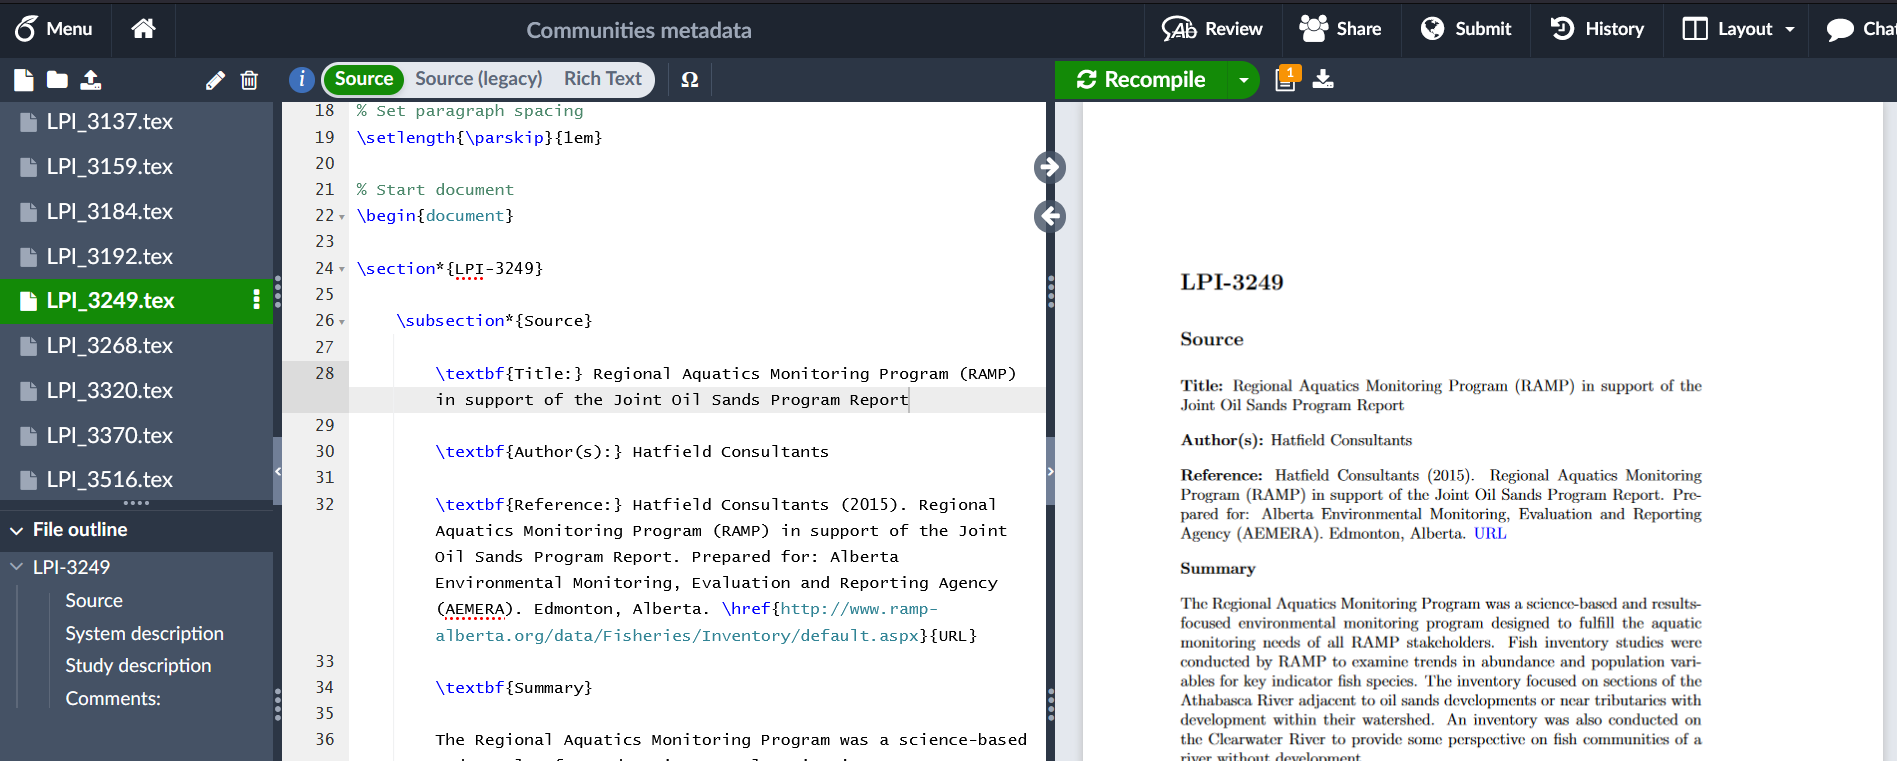 Menu
Communities metadata
Review
Share
Submit
History
Layout
Cha
i
Source
Source (legacy)
Rich Text
Ω
Recompile
1
LPI_3137.tex
LPI_3159.tex
LPI_3184.tex
LPI_3192.tex
LPI_3249.tex
LPI_3268.tex
LPI_3320.tex
LPI_3370.tex
LPI_3516.tex
File outline
LPI-3249
Source
System description
Study description
Comments:
18 % Set paragraph spacing
19 \setlength{\parskip}{1em}
20
21 % Start document
22 \begin{document}
23
24 \section*{LPI-3249}
25
26 \subsection*{Source}
27
28 \textbf{Title:} Regional Aquatics Monitoring Program (RAMP)
in support of the Joint Oil Sands Program Report
29
30 \textbf{Author(s):} Hatfield Consultants
31
32 \textbf{Reference:} Hatfield Consultants (2015). Regional
Aquatics Monitoring Program (RAMP) in support of the Joint
Oil Sands Program Report. Prepared for: Alberta
Environmental Monitoring, Evaluation and Reporting Agency
(AEMERA). Edmonton, Alberta. \href{http://www.ramp-
alberta.org/data/Fisheries/Inventory/default.aspx}{URL}
33
34 \textbf{Summary}
35
36 The Regional Aquatics Monitoring Program was a science-based
LPI-3249
Source
Title: Regional Aquatics Monitoring Program (RAMP) in support of the
Joint Oil Sands Program Report
Author(s): Hatfield Consultants
Reference: Hatfield Consultants (2015). Regional Aquatics Monitoring
Program (RAMP) in support of the Joint Oil Sands Program Report. Pre-
pared for: Alberta Environmental Monitoring, Evaluation and Reporting
Agency (AEMERA). Edmonton, Alberta. URL
Summary
The Regional Aquatics Monitoring Program was a science-based and results-
focused environmental monitoring program designed to fulfill the aquatic
monitoring needs of all RAMP stakeholders. Fish inventory studies were
conducted by RAMP to examine trends in abundance and population vari-
ables for key indicator fish species. The inventory focused on sections of the
Athabasca River adjacent to oil sands developments or near tributaries with
development within their watershed. An inventory was also conducted on
the Clearwater River to provide some perspective on fish communities of a
river without development.